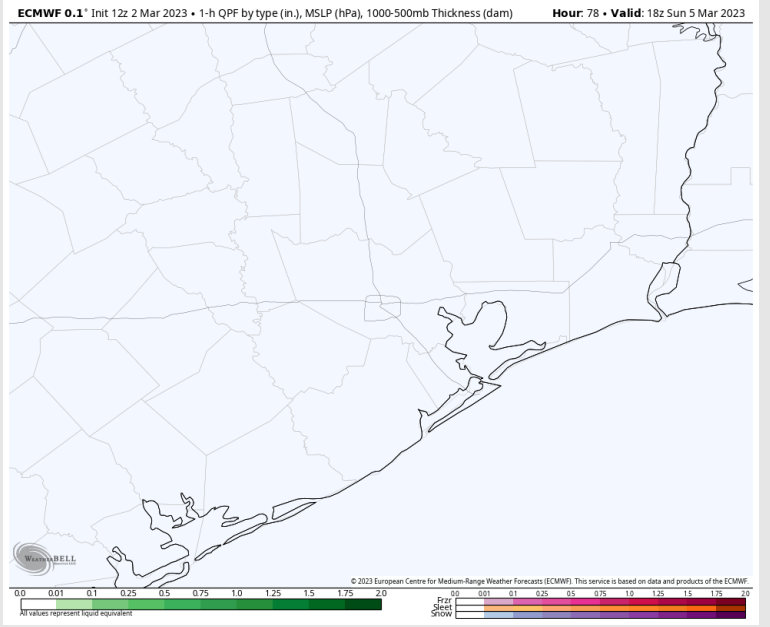 ECMWF 0.1° Init 12z 2 Mar 2023 • 1-h QPF by type (in.), MSLP (hPa), 1000-500mb Thickness (dam) Hour: 78 • Valid: 18z Sun 5 Mar 2023
WEATHERBELL
© 2023 European Centre for Medium-Range Weather Forecasts (ECMWF). This service is based on data and products of the ECMWF.
0.0 0.01 0.1 0.25 0.5 0.75 1.0 1.25 1.5 1.75 2.0
All values represent liquid equivalent
0.0 0.01 0.1 0.25 0.5 0.75 1.0 1.25 1.5 1.75 2.0
Frzr
Sleet
Snow